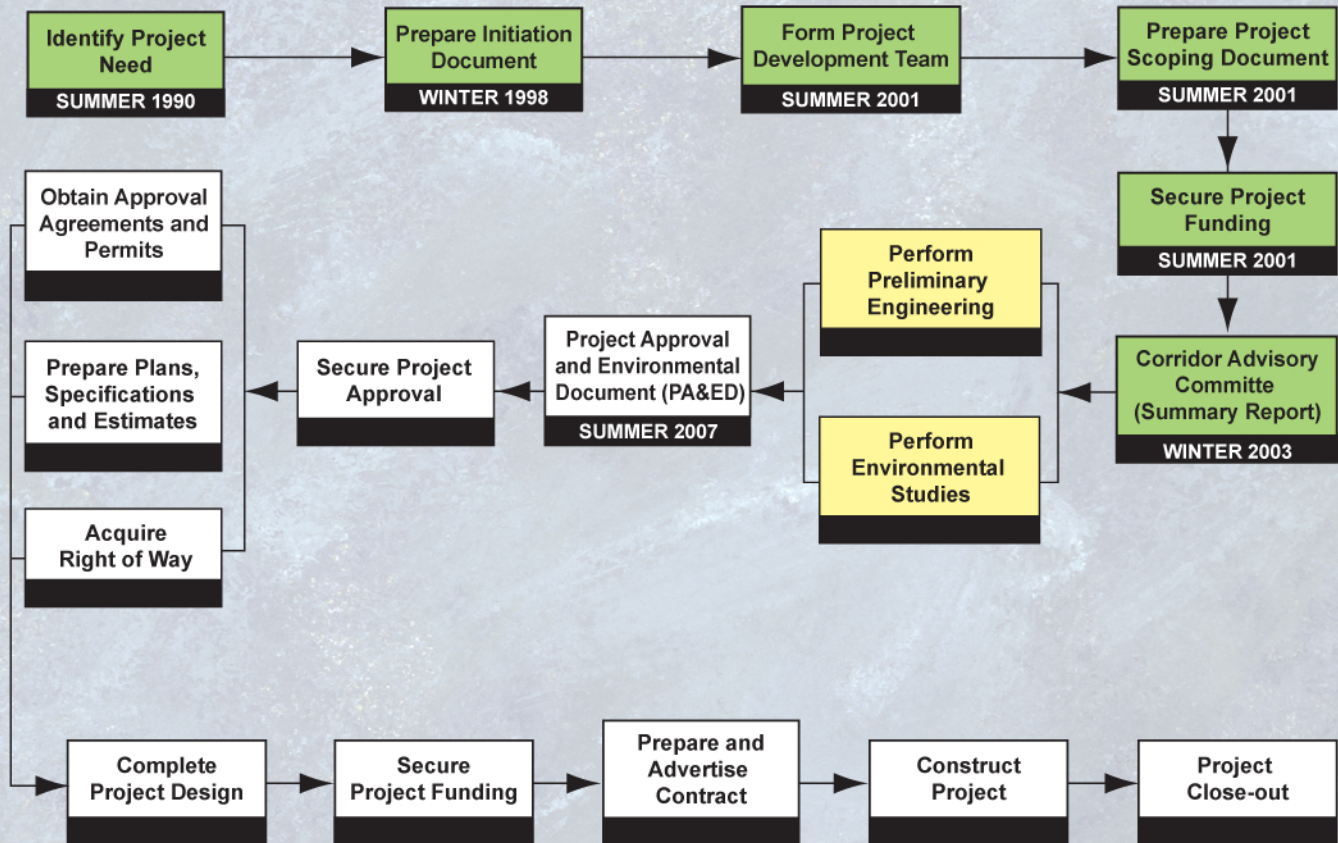 Identify Project
Need
SUMMER 1990
Prepare Initiation
Document
WINTER 1998
Form Project
Development Team
SUMMER 2001
Prepare Project
Scoping Document
SUMMER 2001
Secure Project
Funding
SUMMER 2001
Corridor Advisory
Committe
(Summary Report)
WINTER 2003
Perform
Preliminary
Engineering
Perform
Environmental
Studies
Project Approval
and Environmental
Document (PA&ED)
SUMMER 2007
Secure Project
Approval
Obtain Approval
Agreements and
Permits
Prepare Plans,
Specifications
and Estimates
Acquire
Right of Way
Complete
Project Design
Secure
Project Funding
Prepare and
Advertise
Contract
Construct
Project
Project
Close-out